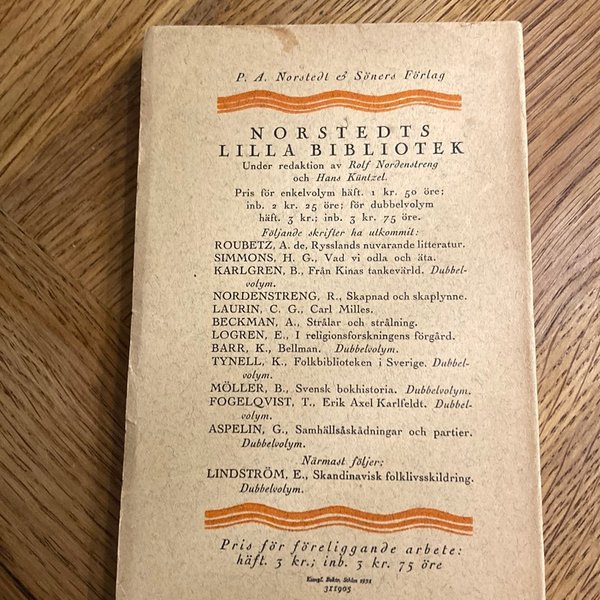 P. A. Norstedt & Söners Förlag
NORSTEDTS
LILLA BIBLIOTEK
Under redaktion av Rolf Nordenstreng
och Hans Küntzel.
Pris för enkelvolym häft. 1 kr. 50 öre;
inb. 2 kr. 25 öre; för dubbelvolym
häft. 3 kr.; inb. 3 kr. 75 öre.
Följande skrifter ha utkommit:
ROUBETZ, A. de, Rysslands nuvarande litteratur.
SIMMONS, H. G., Vad vi odla och äta.
KARLGREN, B., Från Kinas tankevärld. Dubbel-
volym.
NORDENSTRENG, R., Skapnad och skaplynne.
LAURIN, C. G., Carl Milles.
BECKMAN, A., Strålar och strålning.
LOGREN, E., I religionsforskningens förgård.
BARR, K., Bellman. Dubbelvolym.
TYNELL, K., Folkbiblioteken i Sverige. Dubbel-
volym.
MÖLLER, B., Svensk bokhistoria. Dubbelvolym.
FOGELQVIST, T., Erik Axel Karlfeldt. Dubbel-
volym.
ASPELIN, G., Samhällsåskådningar och partier.
Dubbelvolym.
Närmast följer:
LINDSTRÖM, E., Skandinavisk folklivsskildring.
Dubbelvolym.
Pris för föreliggande arbete:
häft. 3 kr.; inb. 3 kr. 75 öre
Kungl. Boktr. Sthlm 1931
311905